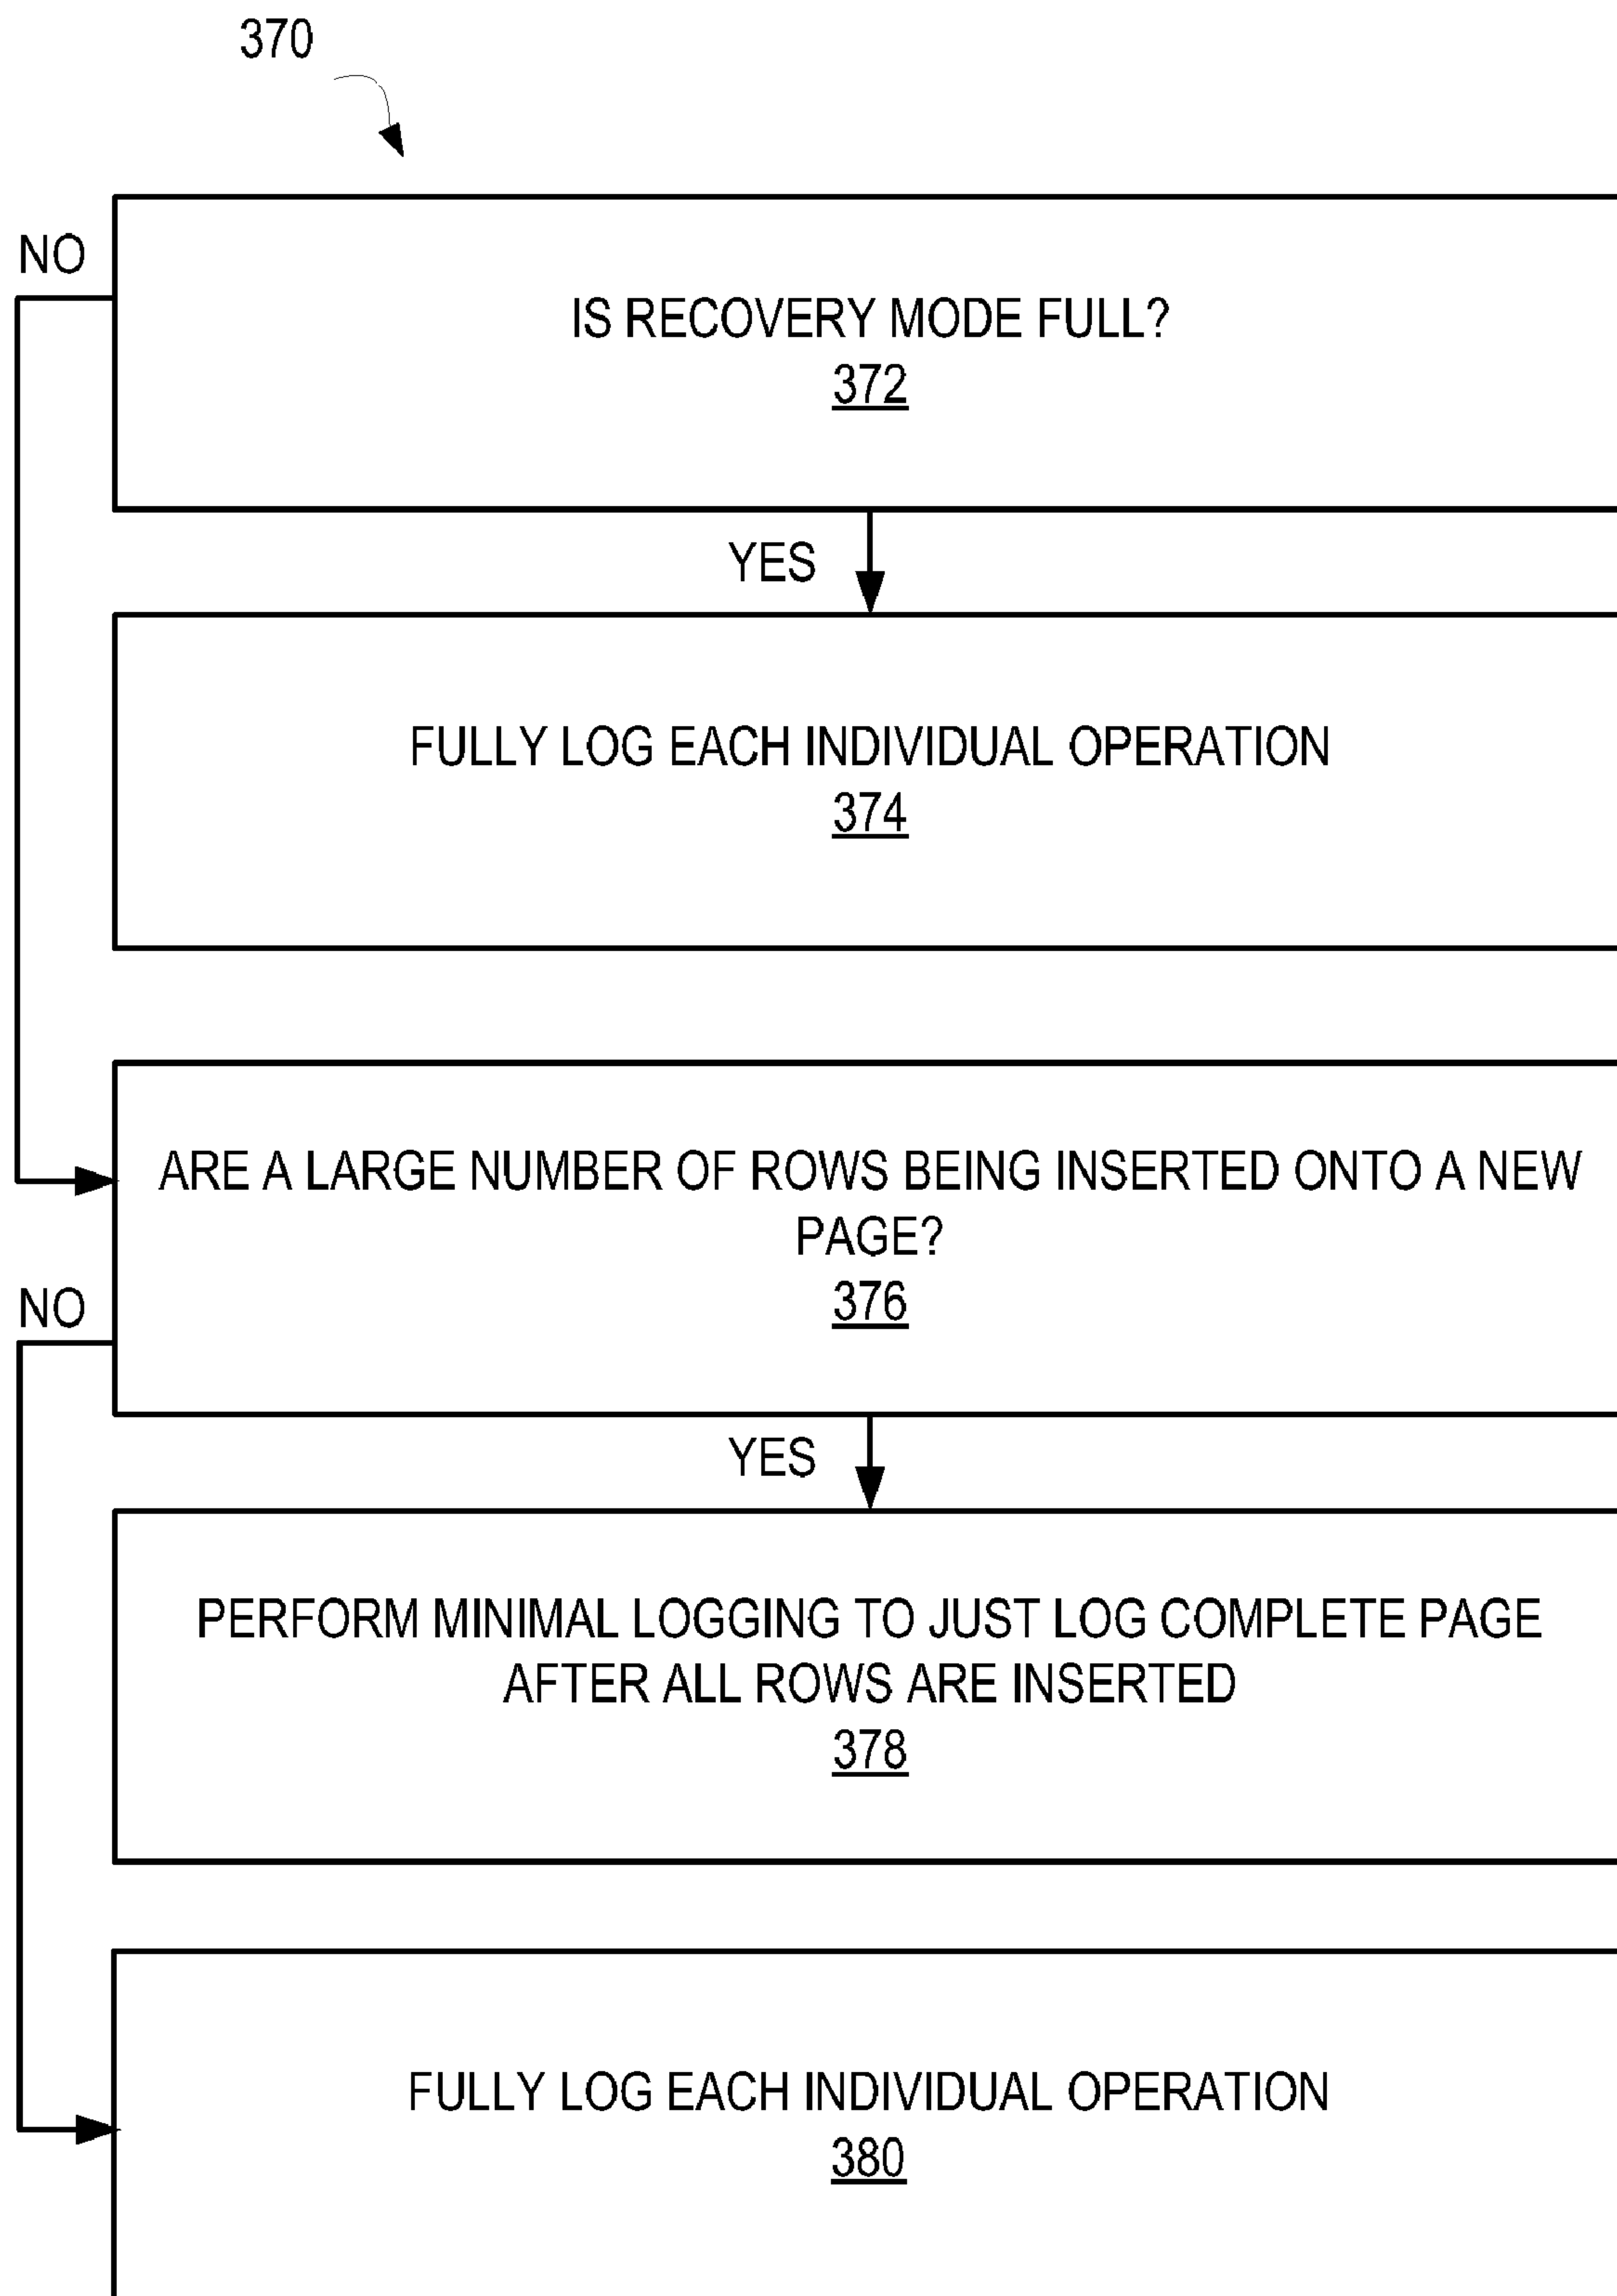 370
NO
IS RECOVERY MODE FULL?
372
YES
FULLY LOG EACH INDIVIDUAL OPERATION
374
ARE A LARGE NUMBER OF ROWS BEING INSERTED ONTO A NEW
PAGE?
376
NO
YES
PERFORM MINIMAL LOGGING TO JUST LOG COMPLETE PAGE
AFTER ALL ROWS ARE INSERTED
378
FULLY LOG EACH INDIVIDUAL OPERATION
380